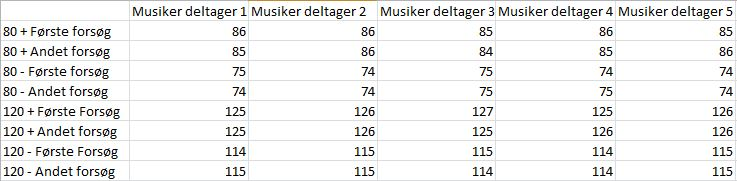 Musiker deltager 1 Musiker deltager 2 Musiker deltager 3 Musiker deltager 4 Musiker deltager 5
80 + Første forsøg 86 86 85 85 86
80 + Andet forsøg 85 86 84 85 86
80 - Første forsøg 75 74 75 74 74
80 - Andet forsøg 74 74 75 75 74
120 + Første Forsøg 125 126 127 125 126
120 + Andet forsøg 125 126 125 126 126
120 - Første Forsøg 114 115 115 114 115
120 - Andet forsøg 115 115 114 114 115